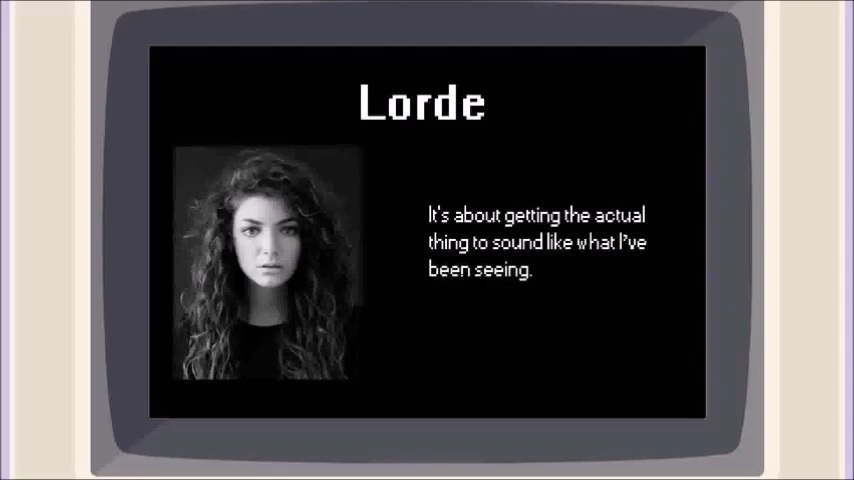 Lorde
It's about getting the actual
thing to sound like what I've
been seeing.